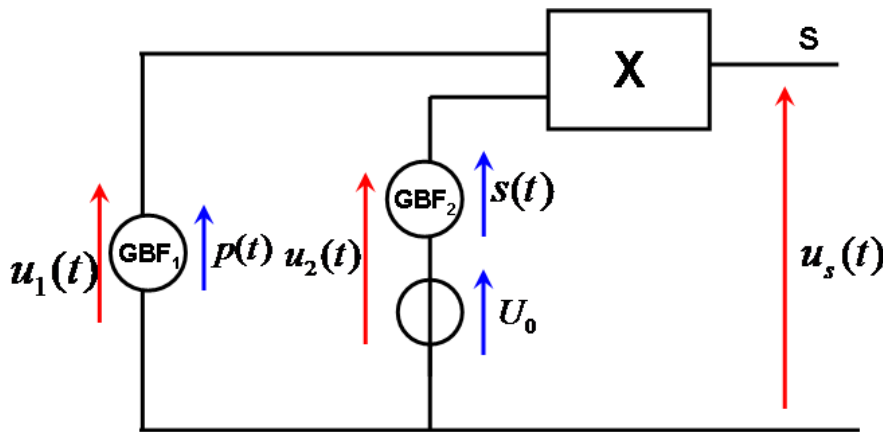 S
X
GBF₂
s(t)
GBF₁
p(t)
u₂(t)
u₁(t)
uₛ(t)
U₀